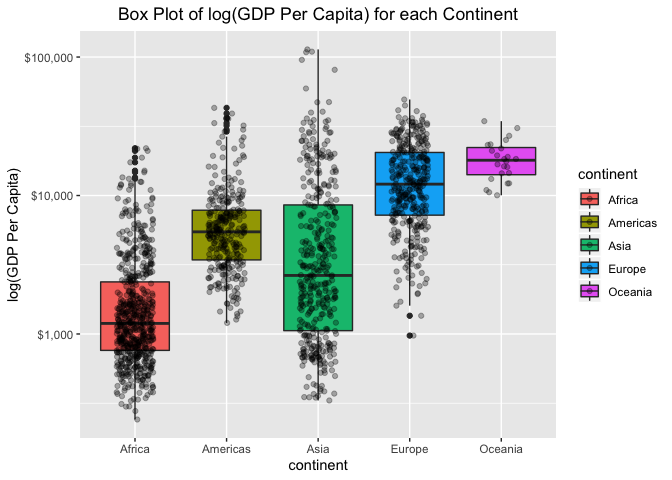 Box Plot of log(GDP Per Capita) for each Continent
$100,000
$10,000
$1,000
log(GDP Per Capita)
Africa
Americas
Asia
Europe
Oceania
continent
continent
Africa
Americas
Asia
Europe
Oceania